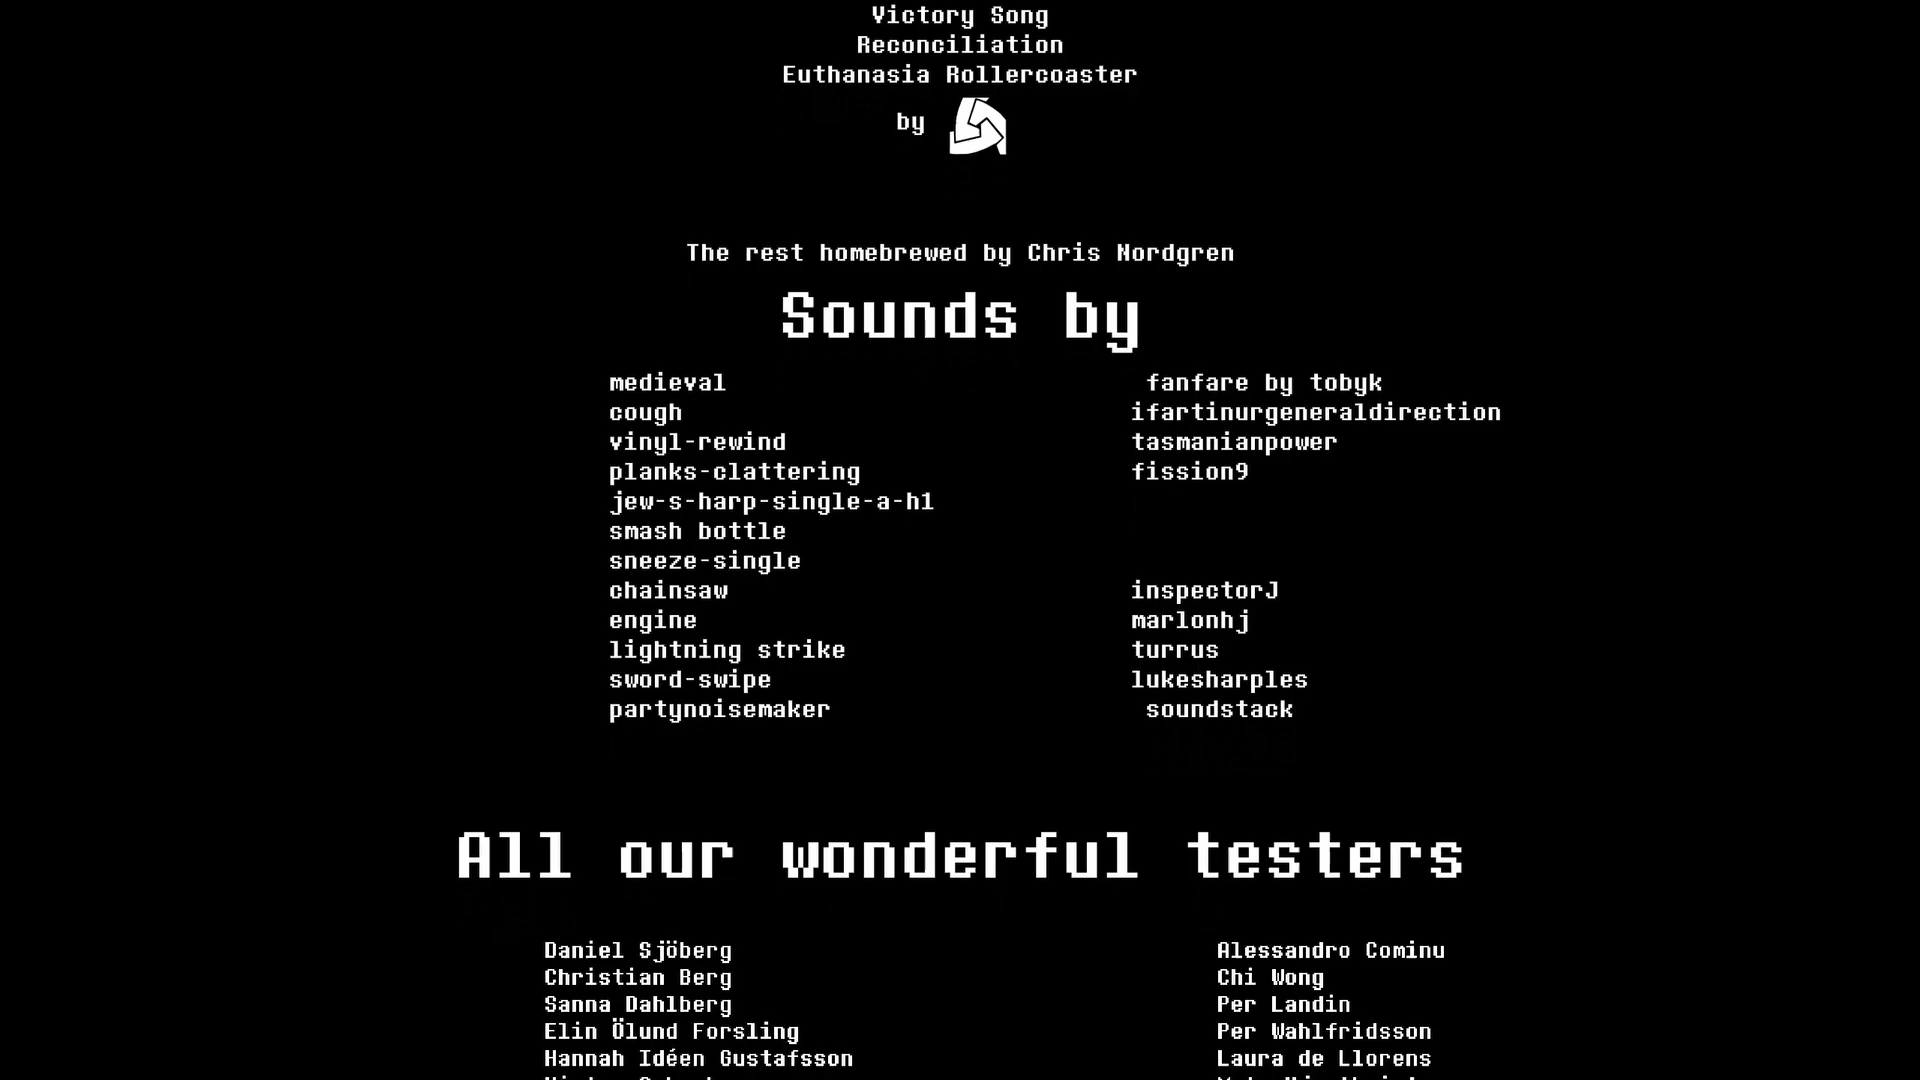 Victory Song
Reconciliation
Euthanasia Rollercoaster
by
The rest homebrewed by Chris Nordgren
Sounds by
medieval fanfare by tobyk
cough ifartinurgeneraldirection
vinyl-rewind tasmanianpower
planks-clattering fission9
jew-s-harp-single-a-h1
smash bottle
sneeze-single
chainsaw inspectorJ
engine marlonhj
lightning strike turrus
sword-swipe lukesharples
partynoisemaker soundstack
All our wonderful testers
Daniel Sjöberg Alessandro Cominu
Christian Berg Chi Wong
Sanna Dahlberg Per Landin
Elin Ölund Forsling Per Wahlfridsson
Hannah Idéen Gustafsson Laura de Llorens